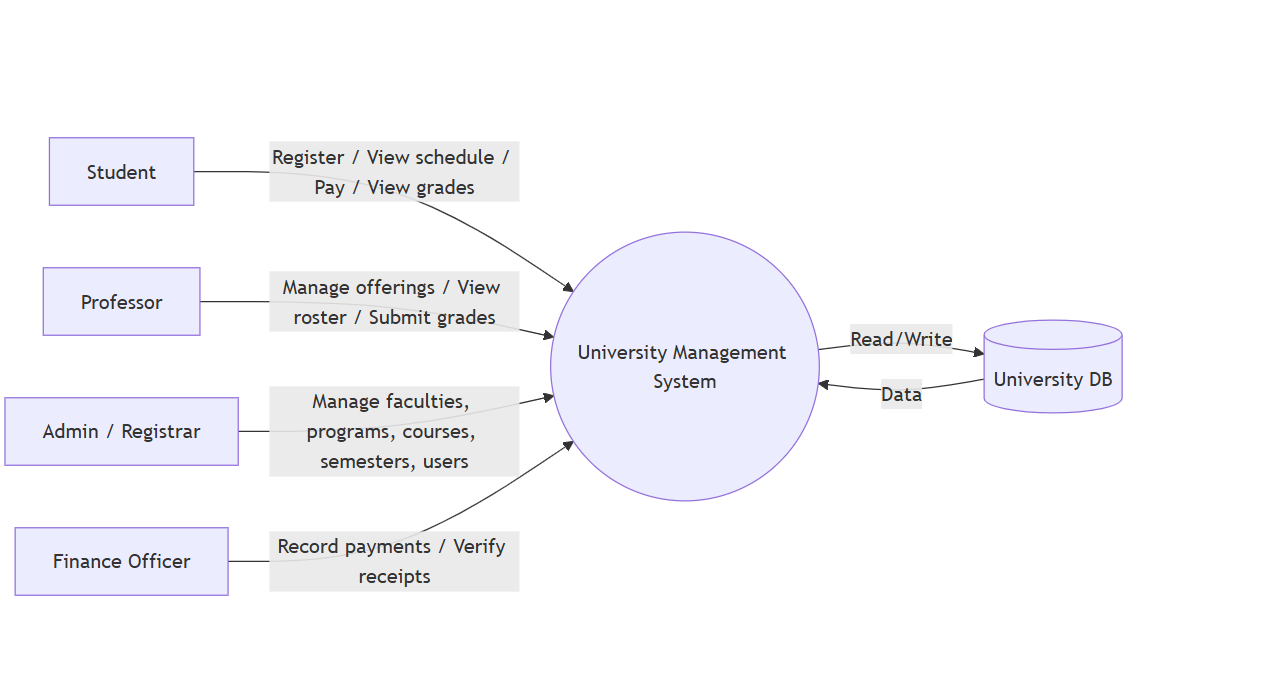 Student
Register / View schedule /
Pay / View grades
Professor
Manage offerings / View
roster / Submit grades
Admin / Registrar
Manage faculties,
programs, courses,
semesters, users
Finance Officer
Record payments / Verify
receipts
University Management
System
Read/Write
Data
University DB